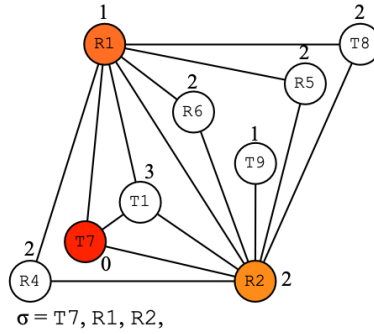 1 2
R1 T8
2 2
R6 R5
1
T9
3
T1
2 T7 0
R4 R2 2
σ = T7, R1, R2,